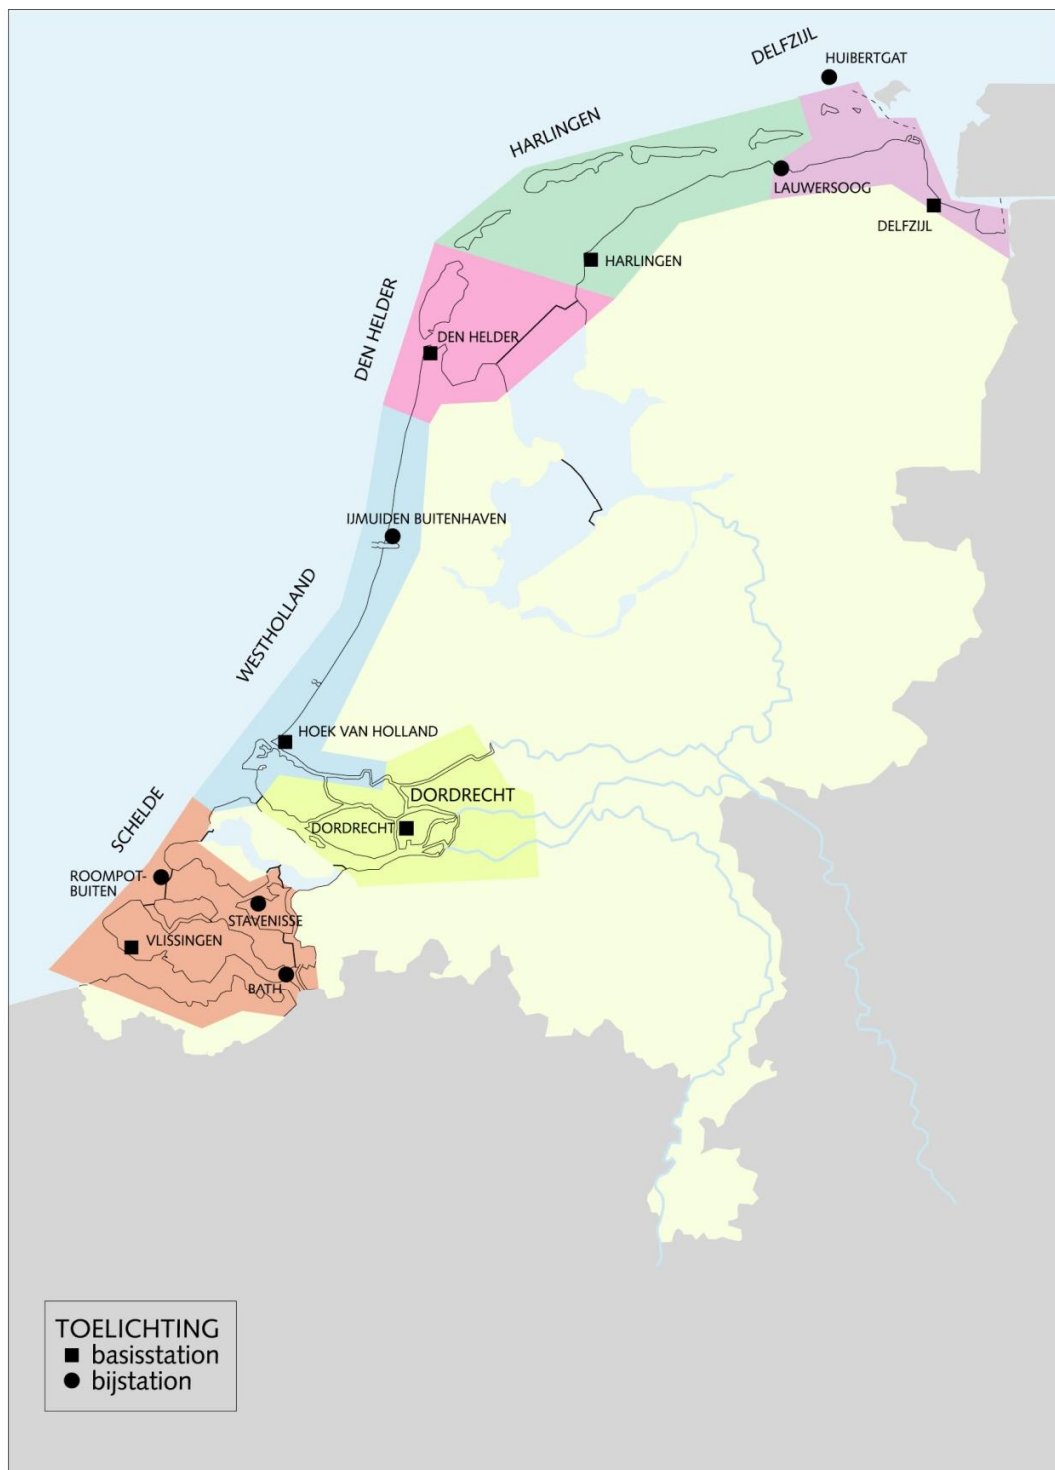 DELFZIJL
HUIBERTGAT
HARLINGEN
LAUWERSOOG
DELFZIJL
HARLINGEN
DEN HELDER
DEN HELDER
IJMUIDEN BUITENHAVEN
WESTHOLLAND
HOEK VAN HOLLAND
DORDRECHT
DORDRECHT
SCHELDE
ROOMPOT-
BUITEN
STAVENISSE
VLISSINGEN
BATH
TOELICHTING
basisstation
bijstation